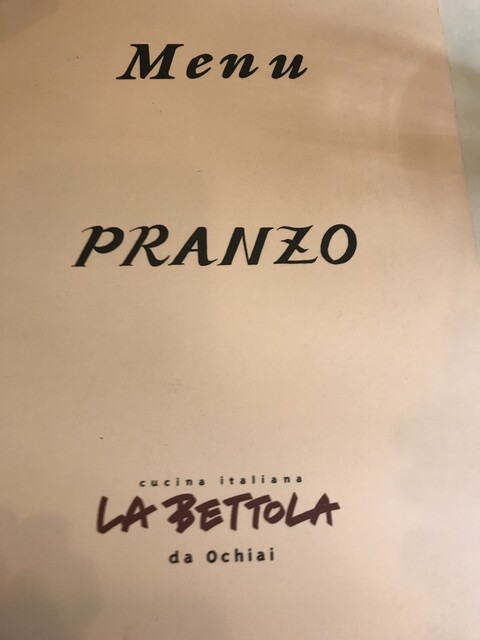 Menu
PRANZO
cucina italiana
LA BETTOLA
da Ochiai